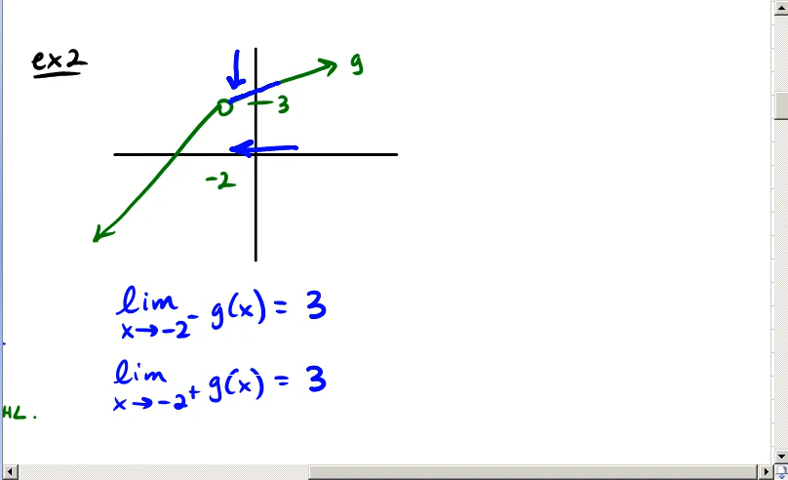 ex2
g
-3
-2
lim x→-2⁻ g(x) = 3
lim x→-2⁺ g(x) = 3
HL.